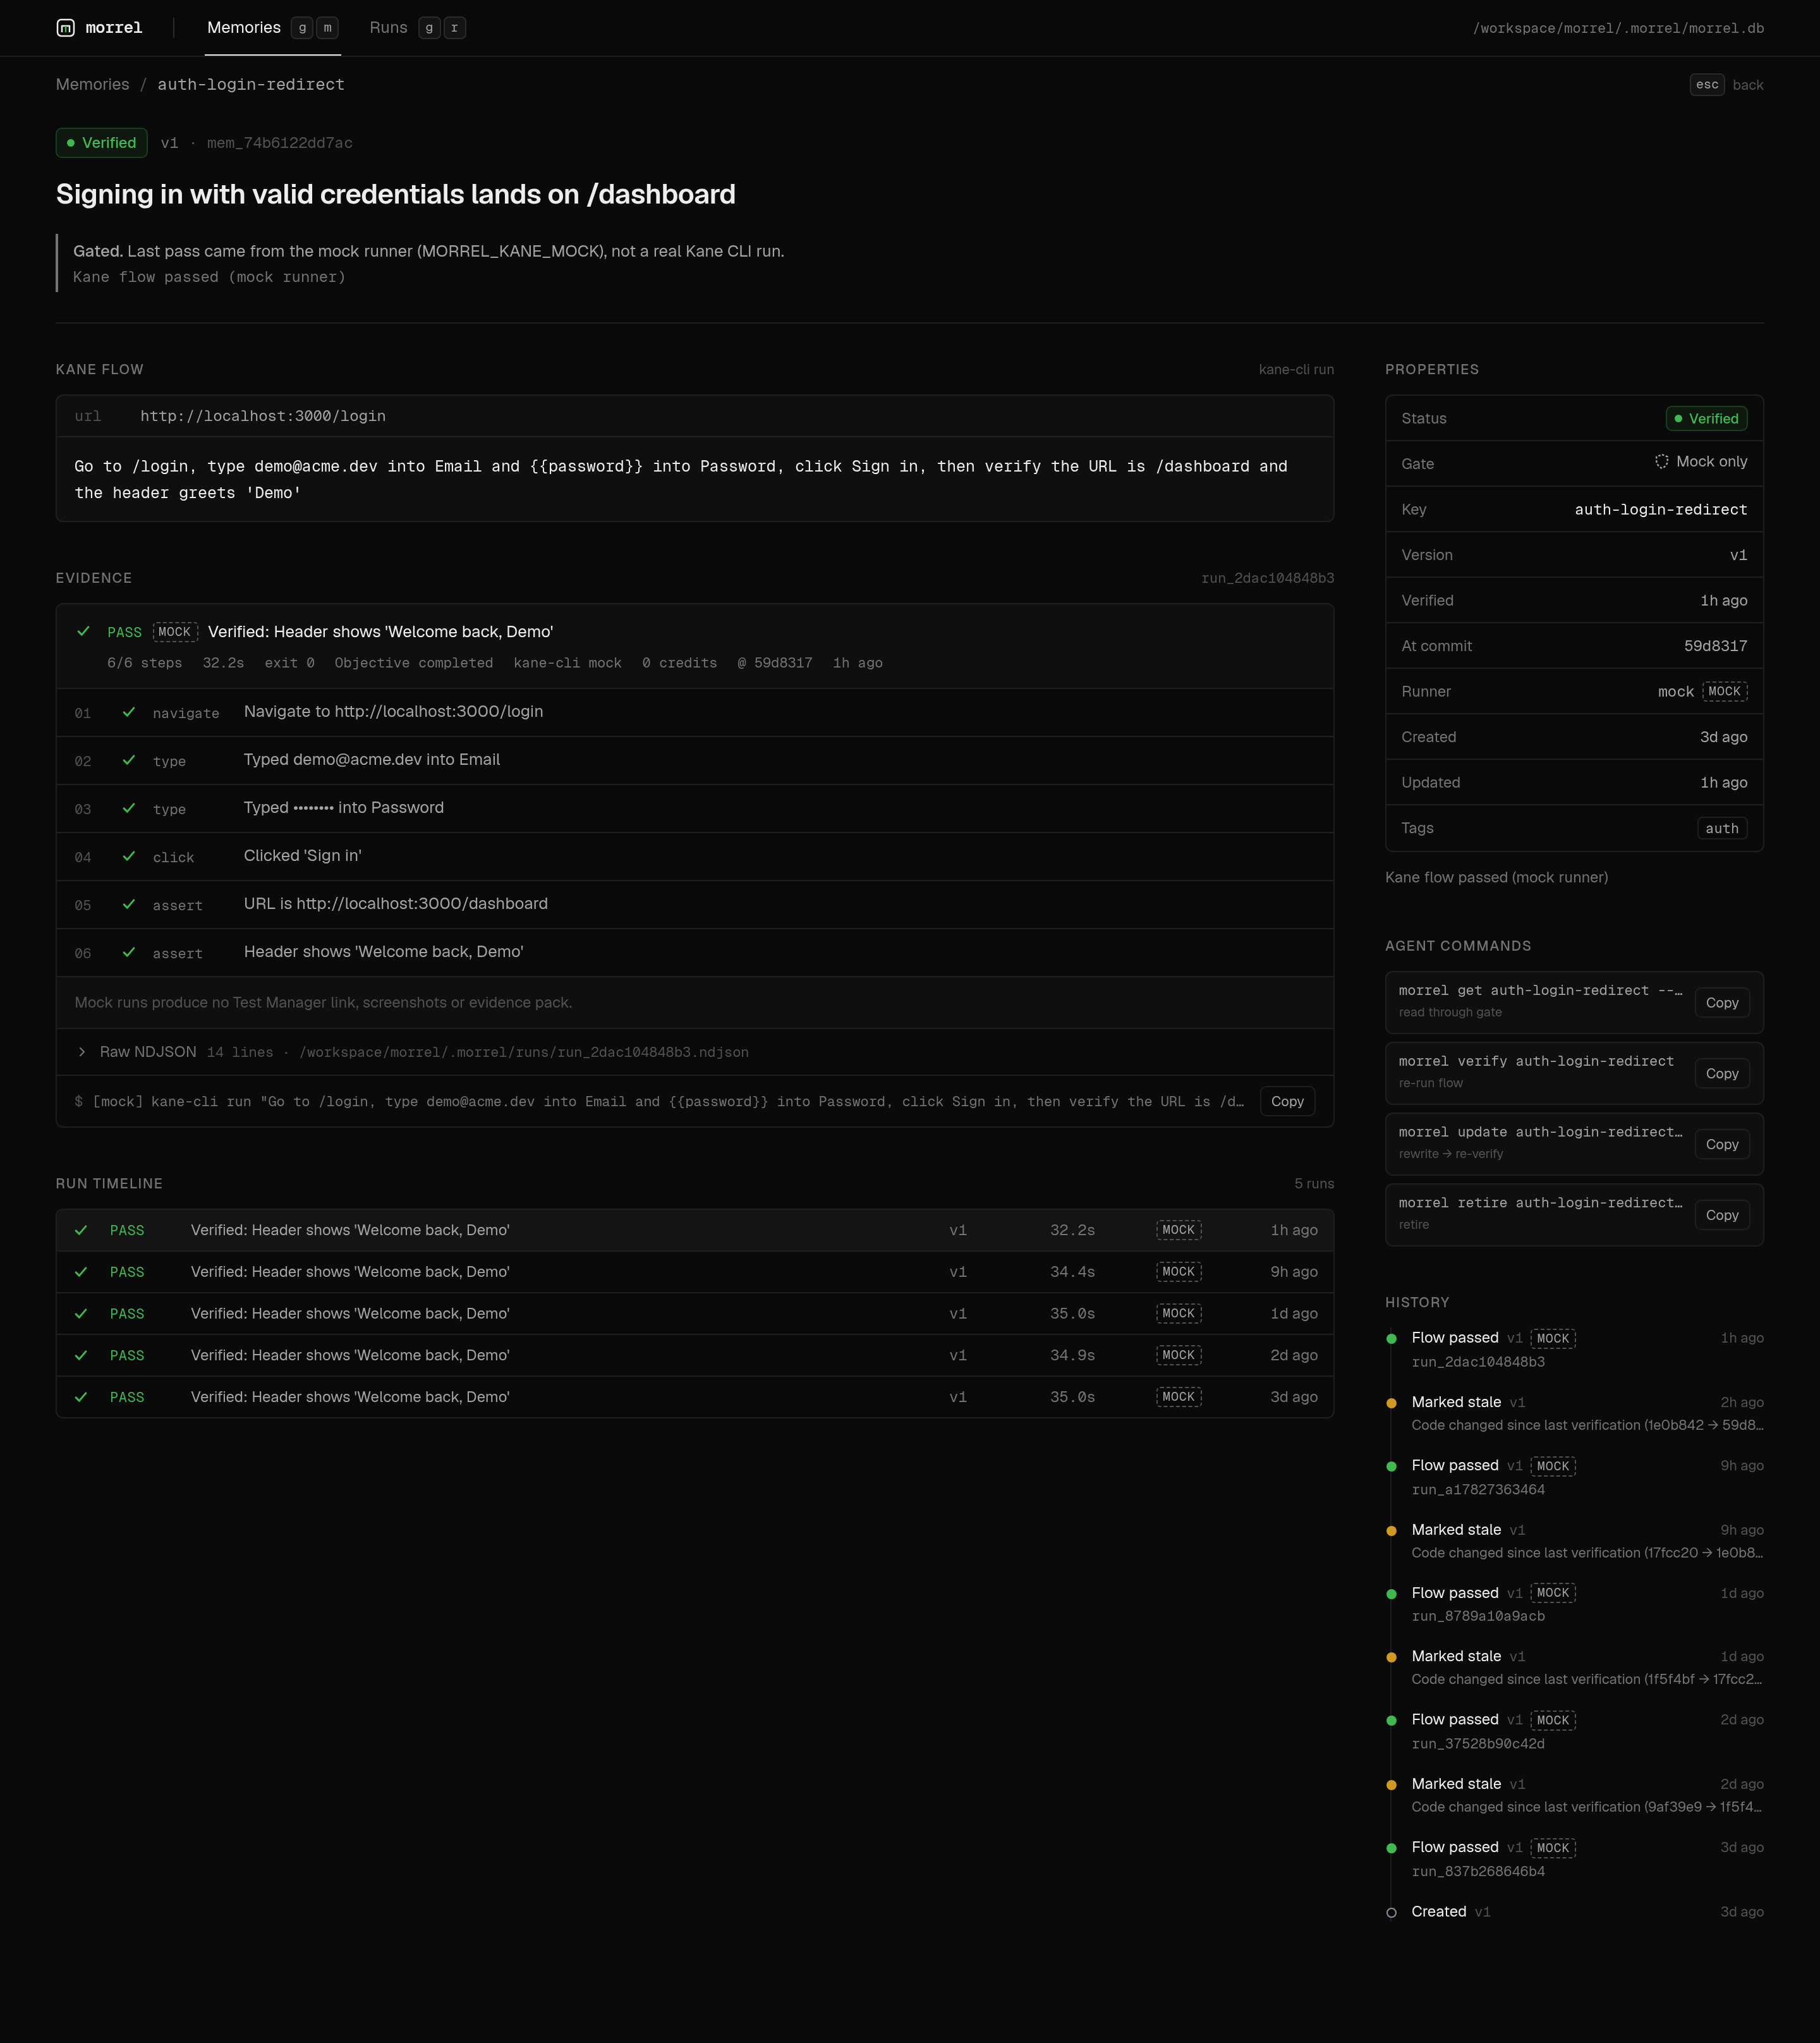 morrel Memories g m Runs g r /workspace/morrel/.morrel/morrel.db
Memories / auth-login-redirect esc back
Verified v1 · mem_74b6122dd7ac
Signing in with valid credentials lands on /dashboard
Gated. Last pass came from the mock runner (MORREL_KANE_MOCK), not a real Kane CLI run.
Kane flow passed (mock runner)
KANE FLOW kane-cli run
url http://localhost:3000/login
Go to /login, type demo@acme.dev into Email and {{password}} into Password, click Sign in, then verify the URL is /dashboard and
the header greets 'Demo'
EVIDENCE run_2dac104848b3
PASS MOCK Verified: Header shows 'Welcome back, Demo'
6/6 steps 32.2s exit 0 Objective completed kane-cli mock 0 credits @ 59d8317 1h ago
01 navigate Navigate to http://localhost:3000/login
02 type Typed demo@acme.dev into Email
03 type Typed •••••••• into Password
04 click Clicked 'Sign in'
05 assert URL is http://localhost:3000/dashboard
06 assert Header shows 'Welcome back, Demo'
Mock runs produce no Test Manager link, screenshots or evidence pack.
Raw NDJSON 14 lines · /workspace/morrel/.morrel/runs/run_2dac104848b3.ndjson
$ [mock] kane-cli run "Go to /login, type demo@acme.dev into Email and {{password}} into Password, click Sign in, then verify the URL is /d… Copy
RUN TIMELINE 5 runs
PASS Verified: Header shows 'Welcome back, Demo' v1 32.2s MOCK 1h ago
PASS Verified: Header shows 'Welcome back, Demo' v1 34.4s MOCK 9h ago
PASS Verified: Header shows 'Welcome back, Demo' v1 35.0s MOCK 1d ago
PASS Verified: Header shows 'Welcome back, Demo' v1 34.9s MOCK 2d ago
PASS Verified: Header shows 'Welcome back, Demo' v1 35.0s MOCK 3d ago
PROPERTIES
Status Verified
Gate Mock only
Key auth-login-redirect
Version v1
Verified 1h ago
At commit 59d8317
Runner mock MOCK
Created 3d ago
Updated 1h ago
Tags auth
Kane flow passed (mock runner)
AGENT COMMANDS
morrel get auth-login-redirect --… Copy
read through gate
morrel verify auth-login-redirect Copy
re-run flow
morrel update auth-login-redirect… Copy
rewrite → re-verify
morrel retire auth-login-redirect… Copy
retire
HISTORY
Flow passed v1 MOCK 1h ago
run_2dac104848b3
Marked stale v1 2h ago
Code changed since last verification (1e0b842 → 59d8…
Flow passed v1 MOCK 9h ago
run_a17827363464
Marked stale v1 9h ago
Code changed since last verification (17fcc20 → 1e0b8…
Flow passed v1 MOCK 1d ago
run_8789a10a9acb
Marked stale v1 1d ago
Code changed since last verification (1f5f4bf → 17fcc2…
Flow passed v1 MOCK 2d ago
run_37528b90c42d
Marked stale v1 2d ago
Code changed since last verification (9af39e9 → 1f5f4…
Flow passed v1 MOCK 3d ago
run_837b268646b4
Created v1 3d ago